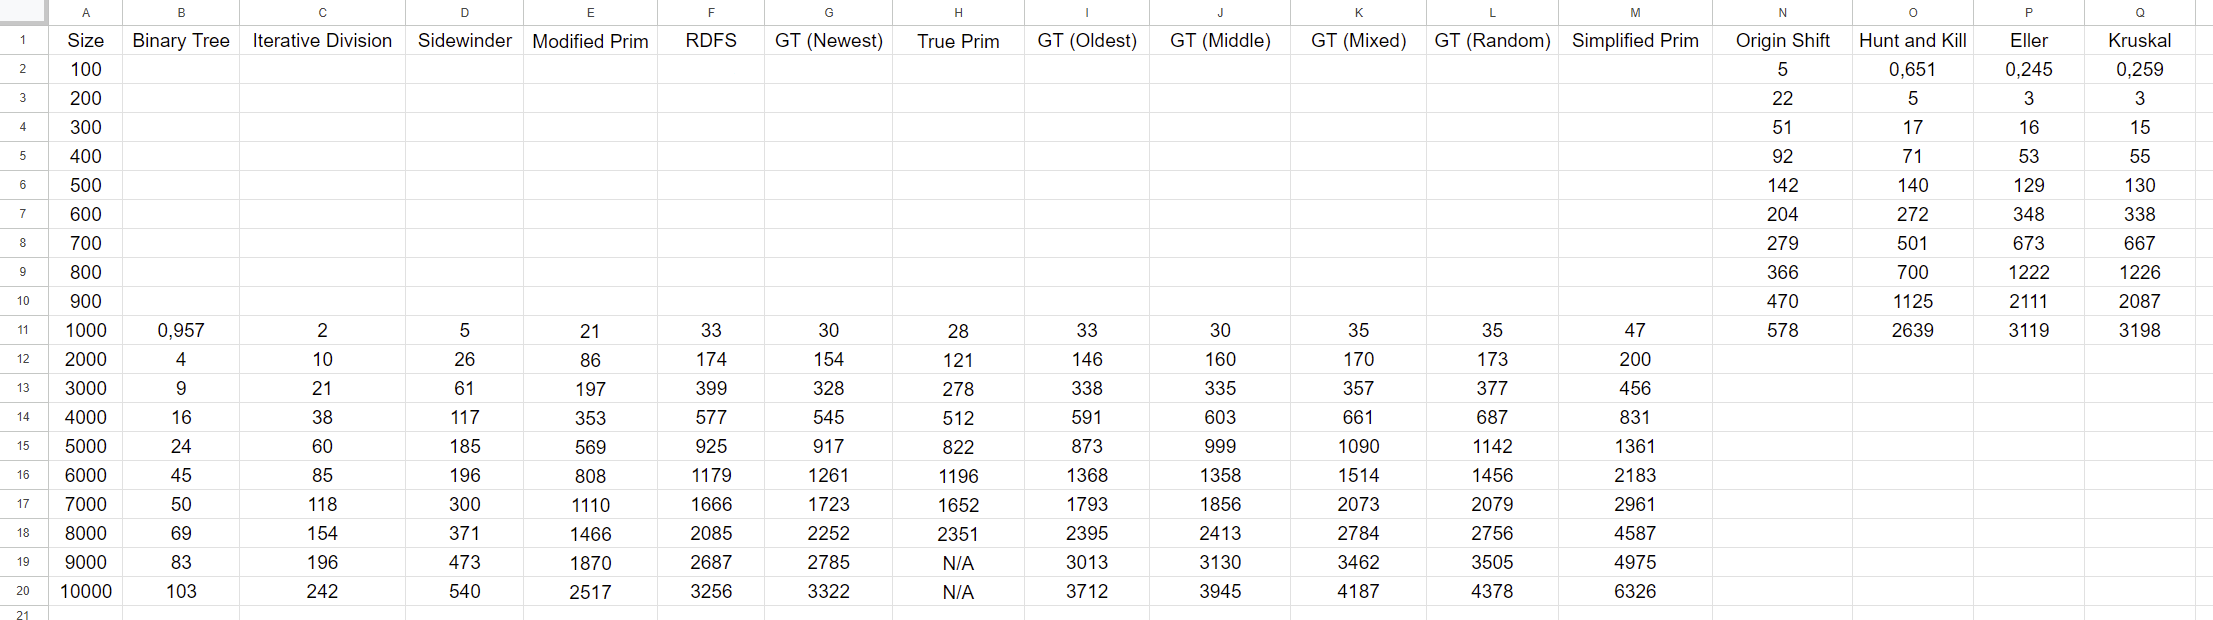 A B C D E F G H I J K L M N O P Q
1 Size Binary Tree Iterative Division Sidewinder Modified Prim RDFS GT (Newest) True Prim GT (Oldest) GT (Middle) GT (Mixed) GT (Random) Simplified Prim Origin Shift Hunt and Kill Eller Kruskal
2 100 5 0,651 0,245 0,259
3 200 22 5 3 3
4 300 51 17 16 15
5 400 92 71 53 55
6 500 142 140 129 130
7 600 204 272 348 338
8 700 279 501 673 667
9 800 366 700 1222 1226
10 900 470 1125 2111 2087
11 1000 0,957 2 5 21 33 30 28 33 30 35 35 47 578 2639 3119 3198
12 2000 4 10 26 86 174 154 121 146 160 170 173 200
13 3000 9 21 61 197 399 328 278 338 335 357 377 456
14 4000 16 38 117 353 577 545 512 591 603 661 687 831
15 5000 24 60 185 569 925 917 822 873 999 1090 1142 1361
16 6000 45 85 196 808 1179 1261 1196 1368 1358 1514 1456 2183
17 7000 50 118 300 1110 1666 1723 1652 1793 1856 2073 2079 2961
18 8000 69 154 371 1466 2085 2252 2351 2395 2413 2784 2756 4587
19 9000 83 196 473 1870 2687 2785 N/A 3013 3130 3462 3505 4975
20 10000 103 242 540 2517 3256 3322 N/A 3712 3945 4187 4378 6326
21